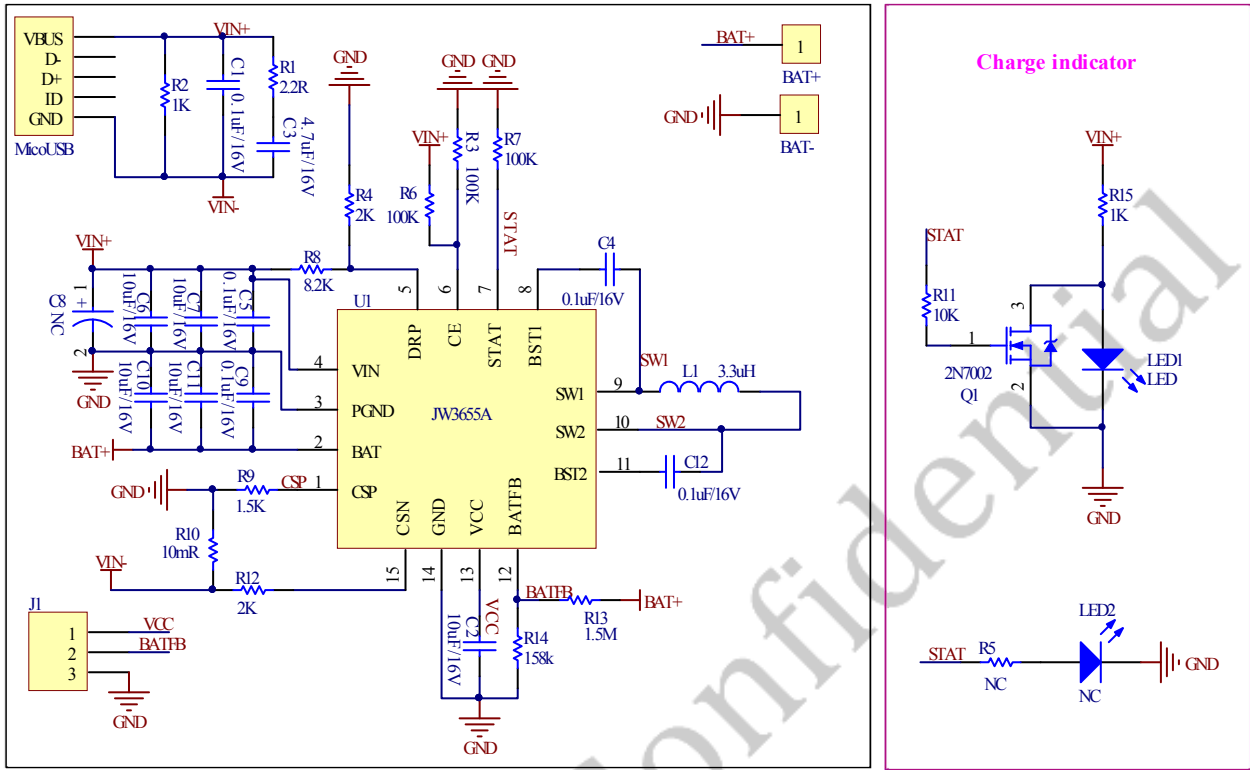 VBUS
D-
D+
ID
GND
MicoUSB
VIN+
R2
1K
C1
0.1uF/16V
R1
2.2R
C3
4.7uF/16V
VIN-
GND
R4
2K
GND
GND
VIN+
R3
100K
R7
100K
R6
100K
STAT
BAT+
1
BAT+
GND
1
BAT-
VIN+
C8
NC
1
+
2
GND
C6
10uF/16V
C7
10uF/16V
C5
0.1uF/16V
C10
10uF/16V
C11
10uF/16V
C9
0.1uF/16V
BAT+
R8
8.2K
C4
0.1uF/16V
U1
JW3655A
5
DRP
6
CE
7
STAT
8
BST1
4
VIN
3
PGND
2
BAT
1
CSP
9
SW1
10
SW2
11
BST2
15
CSN
14
GND
13
VCC
12
BATFB
SW1
L1
3.3uH
SW2
C12
0.1uF/16V
GND
R9
1.5K
CSP
R10
10mR
VIN-
R12
2K
VCC
C2
10uF/16V
BATFB
R13
1.5M
BAT+
R14
158k
GND
J1
1
2
3
VCC
BATFB
GND
Charge indicator
VIN+
R15
1K
STAT
R11
10K
1
3
2
2N7002
Q1
LED1
LED
GND
STAT
R5
NC
LED2
NC
GND
Confidential